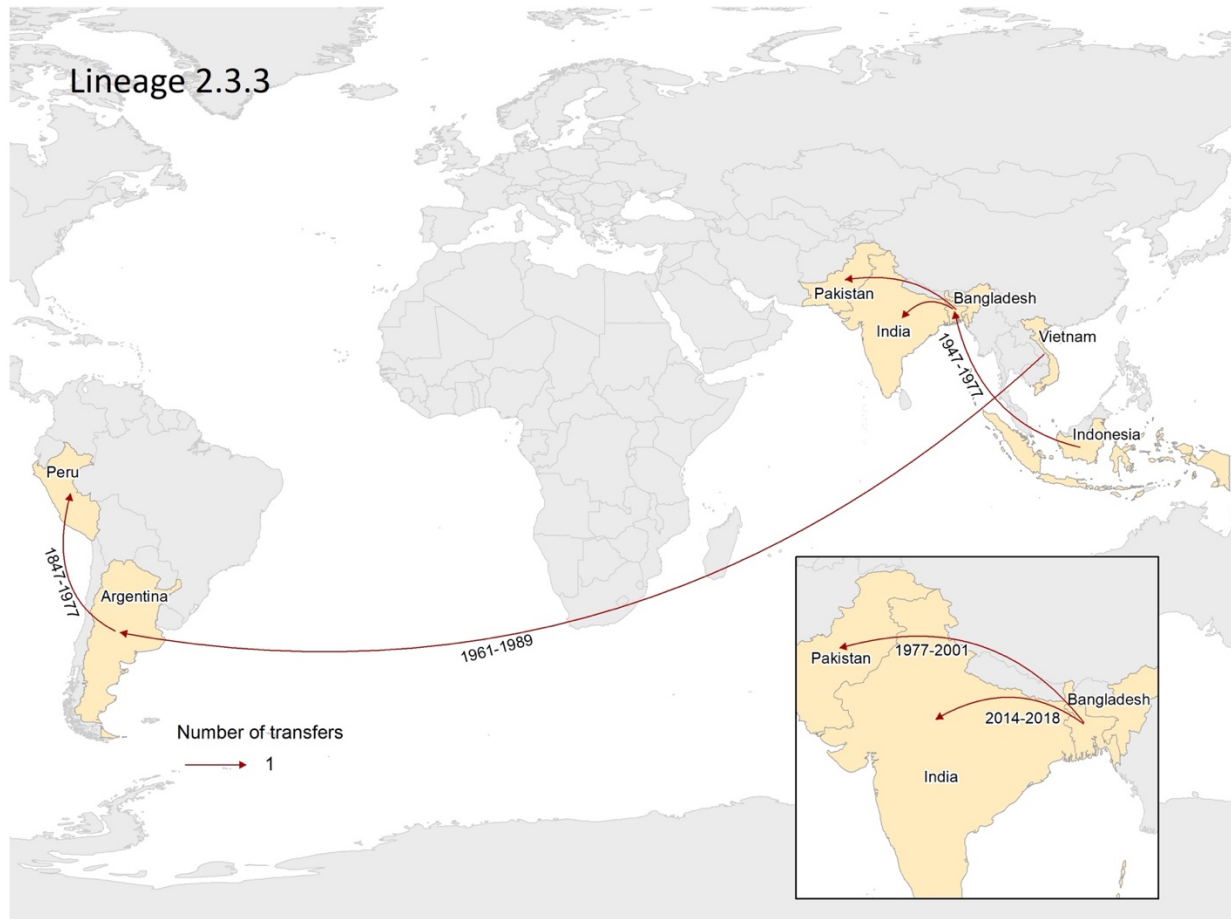 Lineage 2.3.3
Pakistan
Bangladesh
India
Vietnam
1947-1977
Indonesia
Peru
1847-1977
Argentina
1961-1989
Number of transfers
1
Pakistan
1977-2001
Bangladesh
2014-2018
India